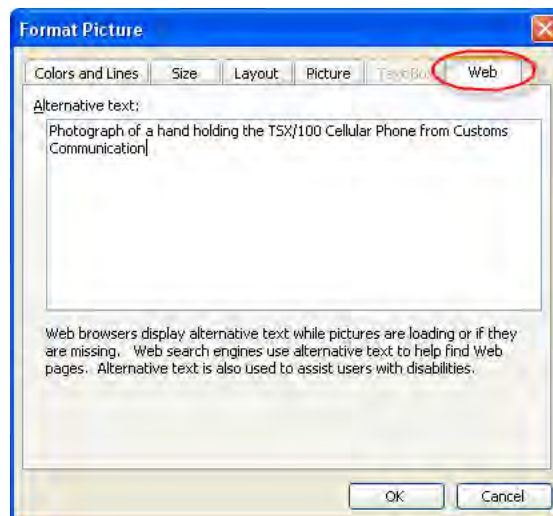 Format Picture
Colors and Lines Size Layout Picture Text Box Web
Alternative text:
Photograph of a hand holding the TSX/100 Cellular Phone from Customs
Communication
Web browsers display alternative text while pictures are loading or if they
are missing. Web search engines use alternative text to help find Web
pages. Alternative text is also used to assist users with disabilities.
OK Cancel